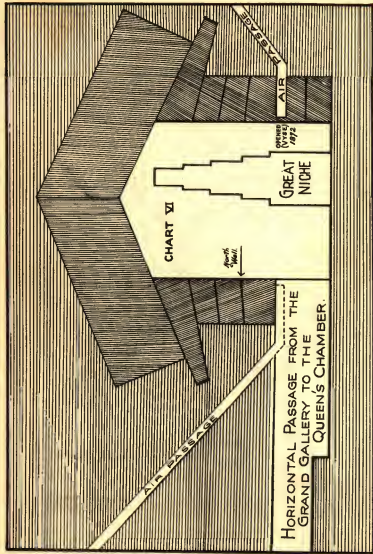 CHART VI
AIR PASSAGE
AIR PASSAGE
North
Wall
OPENED
(VYSE)
1872
GREAT
NICHE
HORIZONTAL PASSAGE FROM THE
GRAND GALLERY TO THE
QUEEN'S CHAMBER.